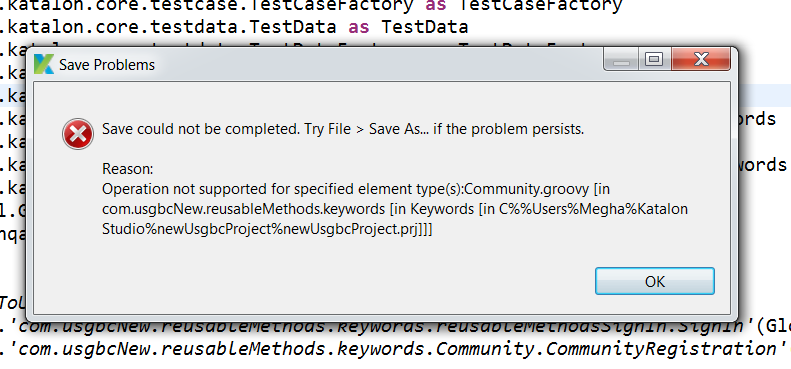 .katalon.core.testcase.TestCaseFactory as TestCaseFactory
.katalon.core.testdata.TestData as TestData
Save Problems
Save could not be completed. Try File > Save As... if the problem persists.
Reason:
Operation not supported for specified element type(s):Community.groovy [in
com.usgbcNew.reusableMethods.keywords [in Keywords [in C%%Users%Megha%Katalon
Studio%newUsgbcProject%newUsgbcProject.prj]]]
OK
.'com.usgbcNew.reusableMethods.keywords.reusableMethodsSignIn.SignIn'(Glo
.'com.usgbcNew.reusableMethods.keywords.Community.CommunityRegistration'